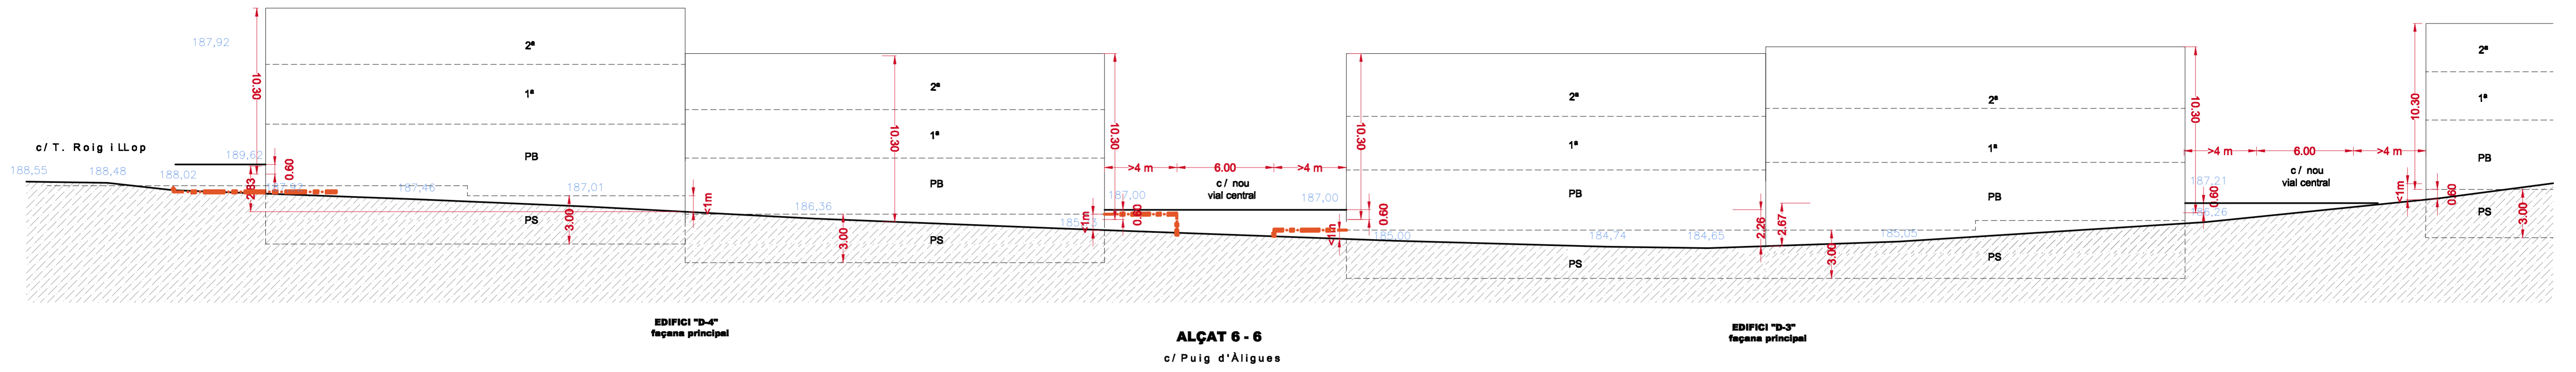 187,92
10.30
2ª
1ª
PB
PS
c/ T. Roig i LLop
188,55
188,48
188,02
189,62
0.60
2.83
187,46
187,01
3.00
<1m
2ª
1ª
PB
PS
10.30
186,36
3.00
10.30
187,00
0.60
<1m
>4 m
6.00
>4 m
c/ nou
vial central
187,00
<1m
10.30
0.60
185,00
2ª
1ª
PB
PS
184,74
184,65
2.26
2.67
2ª
1ª
PB
PS
185,05
3.00
10.30
187,21
0.60
>4 m
6.00
>4 m
c/ nou
vial central
<1m
10.30
0.60
2ª
1ª
PB
PS
3.00
EDIFICI "D-4"
façana principal
ALÇAT 6 - 6
c/ Puig d'Àligues
EDIFICI "D-3"
façana principal